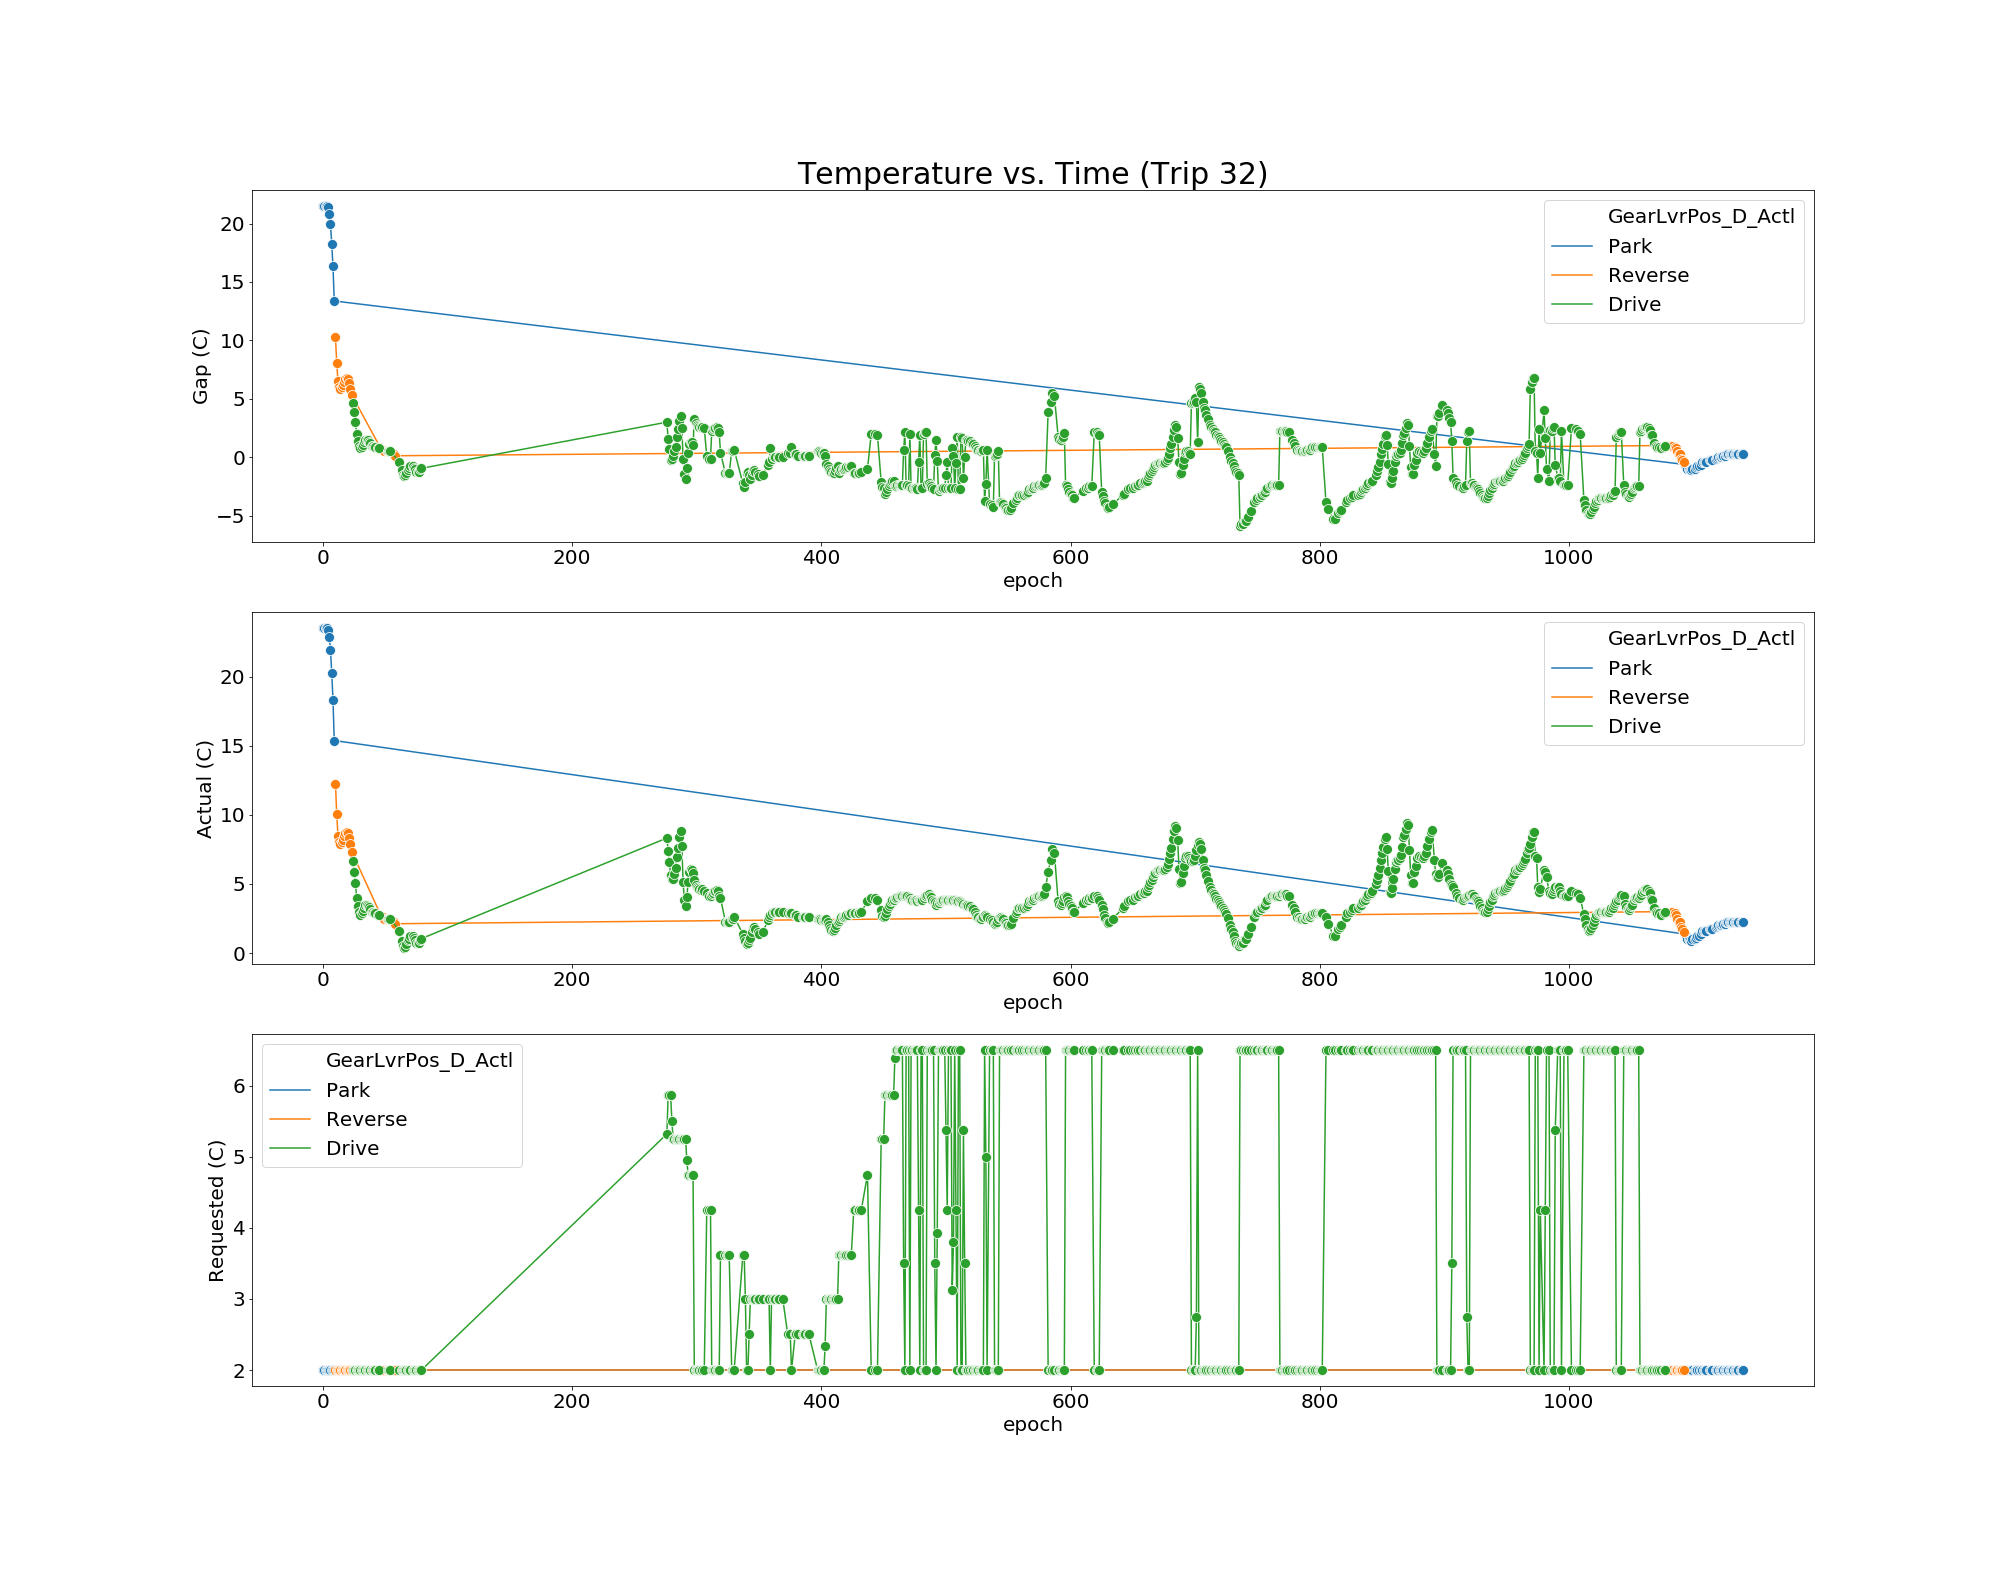 Temperature vs. Time (Trip 32)
Gap (C)
20
15
10
5
0
−5
GearLvrPos_D_Actl
Park
Reverse
Drive
0 200 400 600 800 1000
epoch
Actual (C)
20
15
10
5
0
GearLvrPos_D_Actl
Park
Reverse
Drive
0 200 400 600 800 1000
epoch
Requested (C)
6
5
4
3
2
GearLvrPos_D_Actl
Park
Reverse
Drive
0 200 400 600 800 1000
epoch